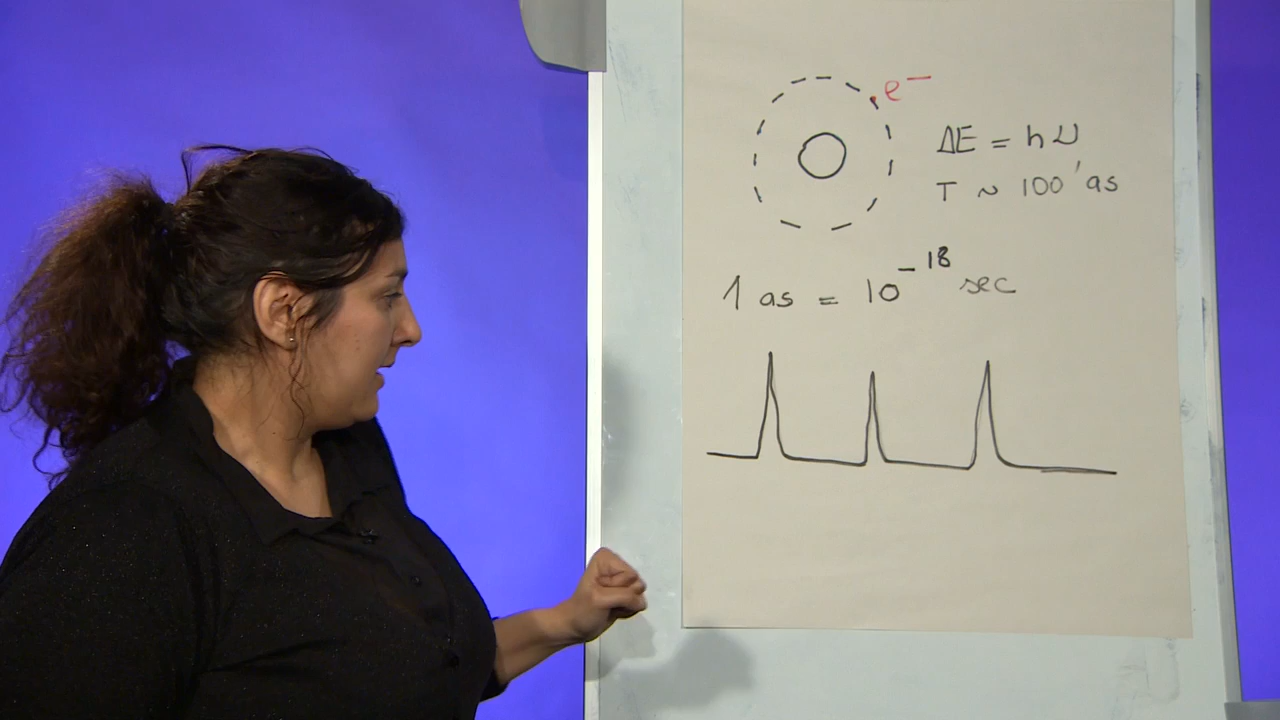 e⁻
ΔE = hν
T ~ 100' as
1 as = 10⁻¹⁸ sec